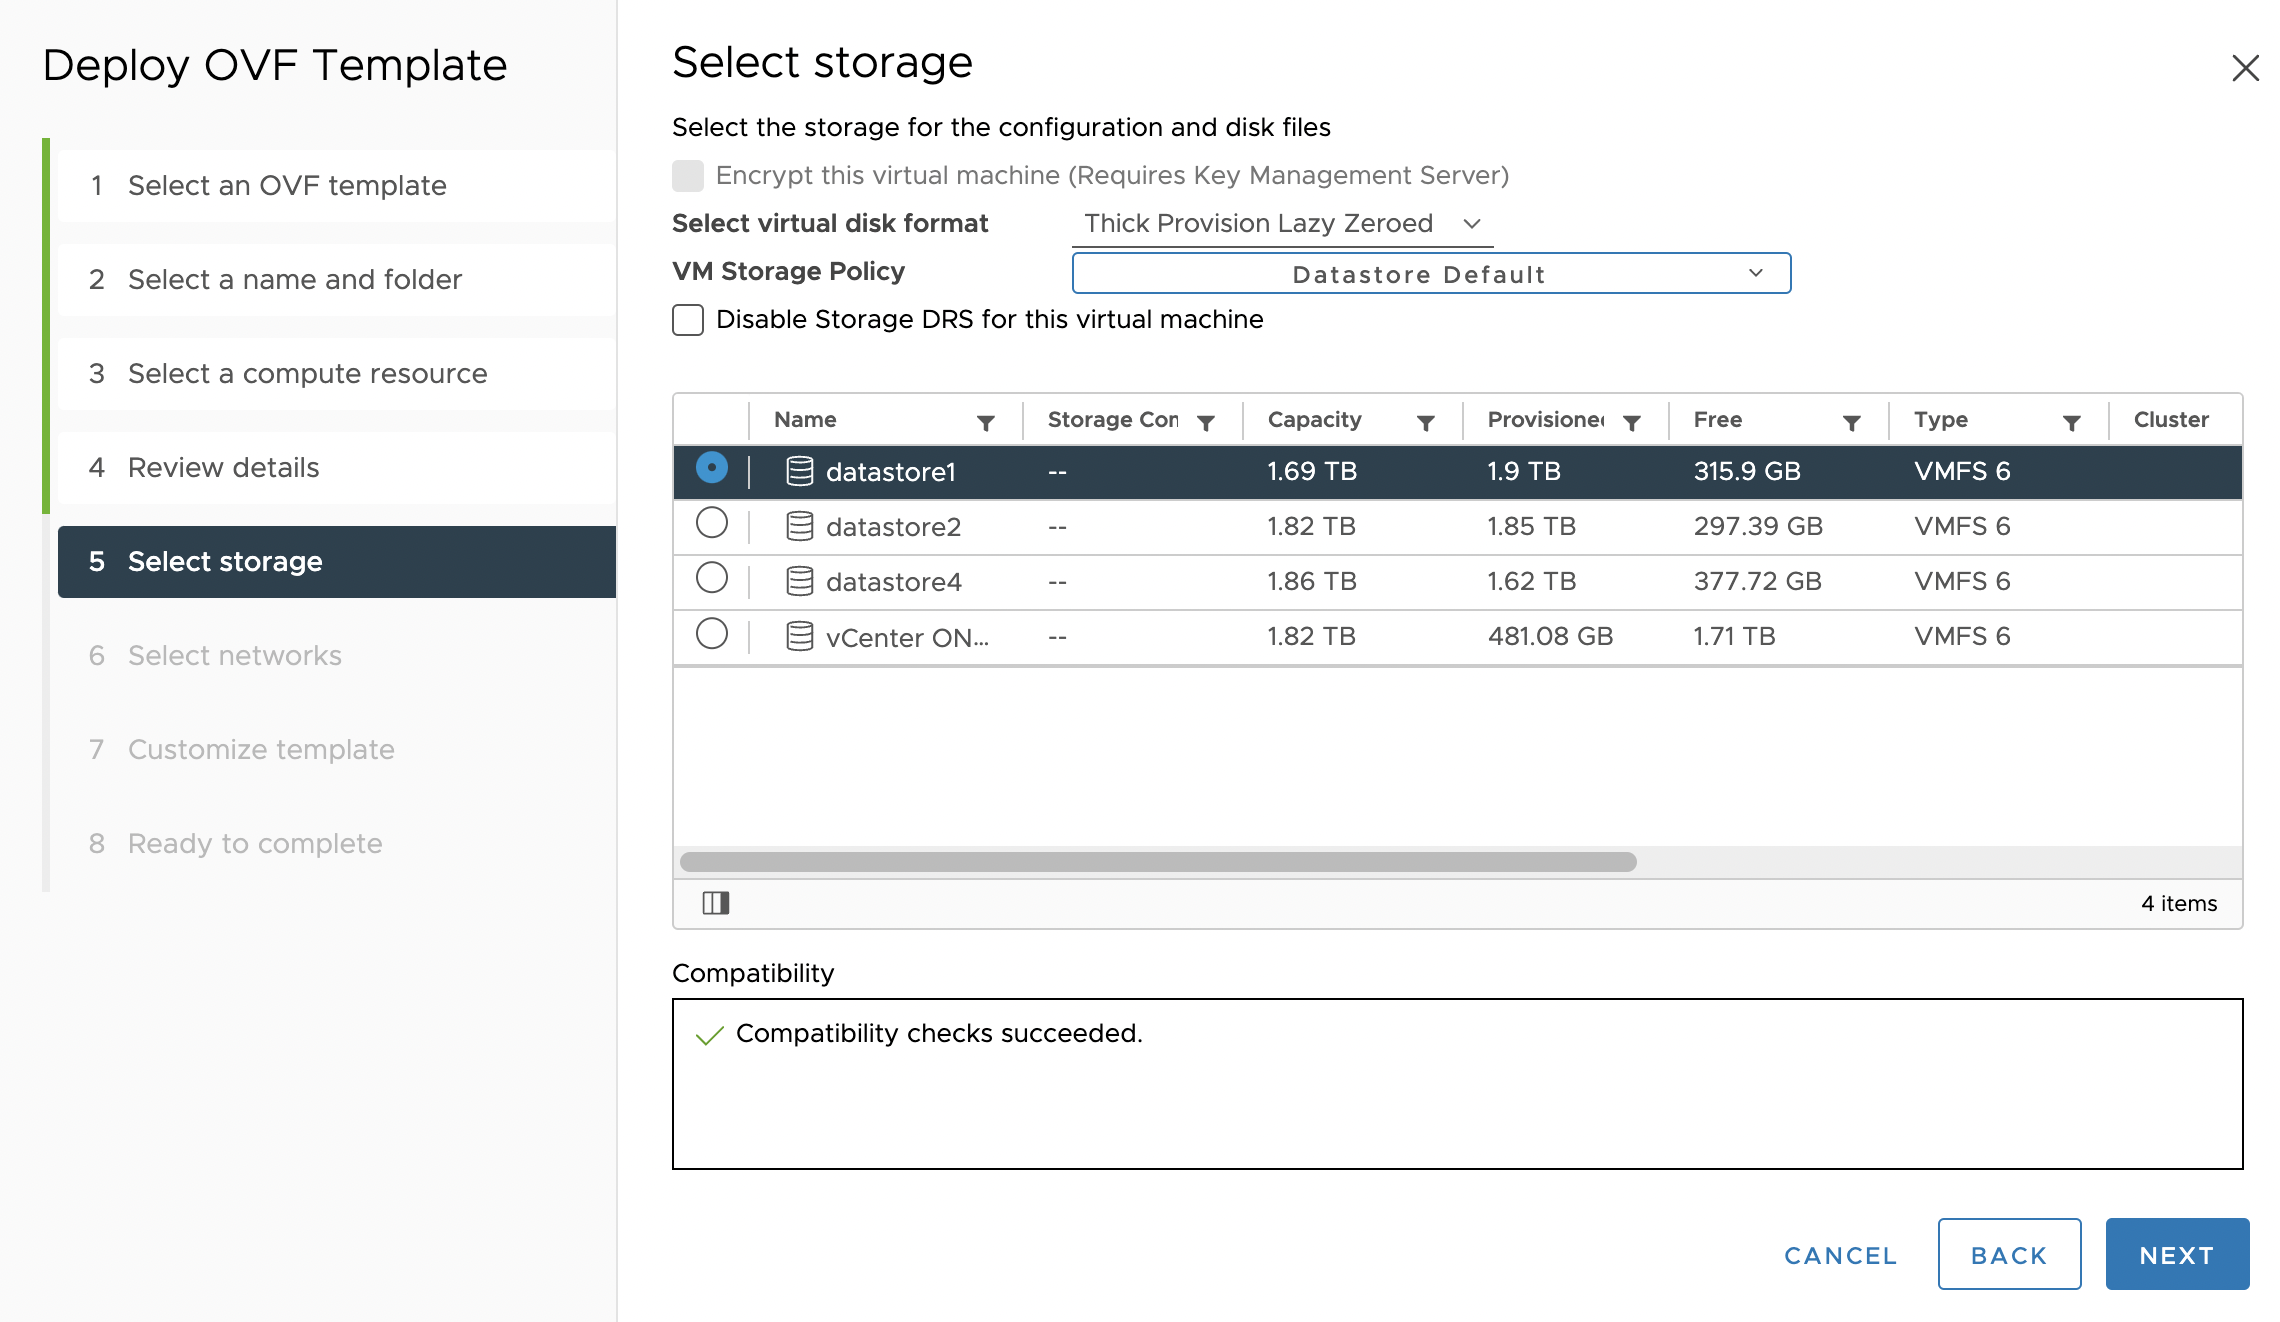 Deploy OVF Template
1 Select an OVF template
2 Select a name and folder
3 Select a compute resource
4 Review details
5 Select storage
6 Select networks
7 Customize template
8 Ready to complete
Select storage
Select the storage for the configuration and disk files
Encrypt this virtual machine (Requires Key Management Server)
Select virtual disk format Thick Provision Lazy Zeroed
VM Storage Policy Datastore Default
Disable Storage DRS for this virtual machine
Name Storage Con Capacity Provisioned Free Type Cluster
datastore1 -- 1.69 TB 1.9 TB 315.9 GB VMFS 6
datastore2 -- 1.82 TB 1.85 TB 297.39 GB VMFS 6
datastore4 -- 1.86 TB 1.62 TB 377.72 GB VMFS 6
vCenter ON... -- 1.82 TB 481.08 GB 1.71 TB VMFS 6
4 items
Compatibility
Compatibility checks succeeded.
CANCEL BACK NEXT